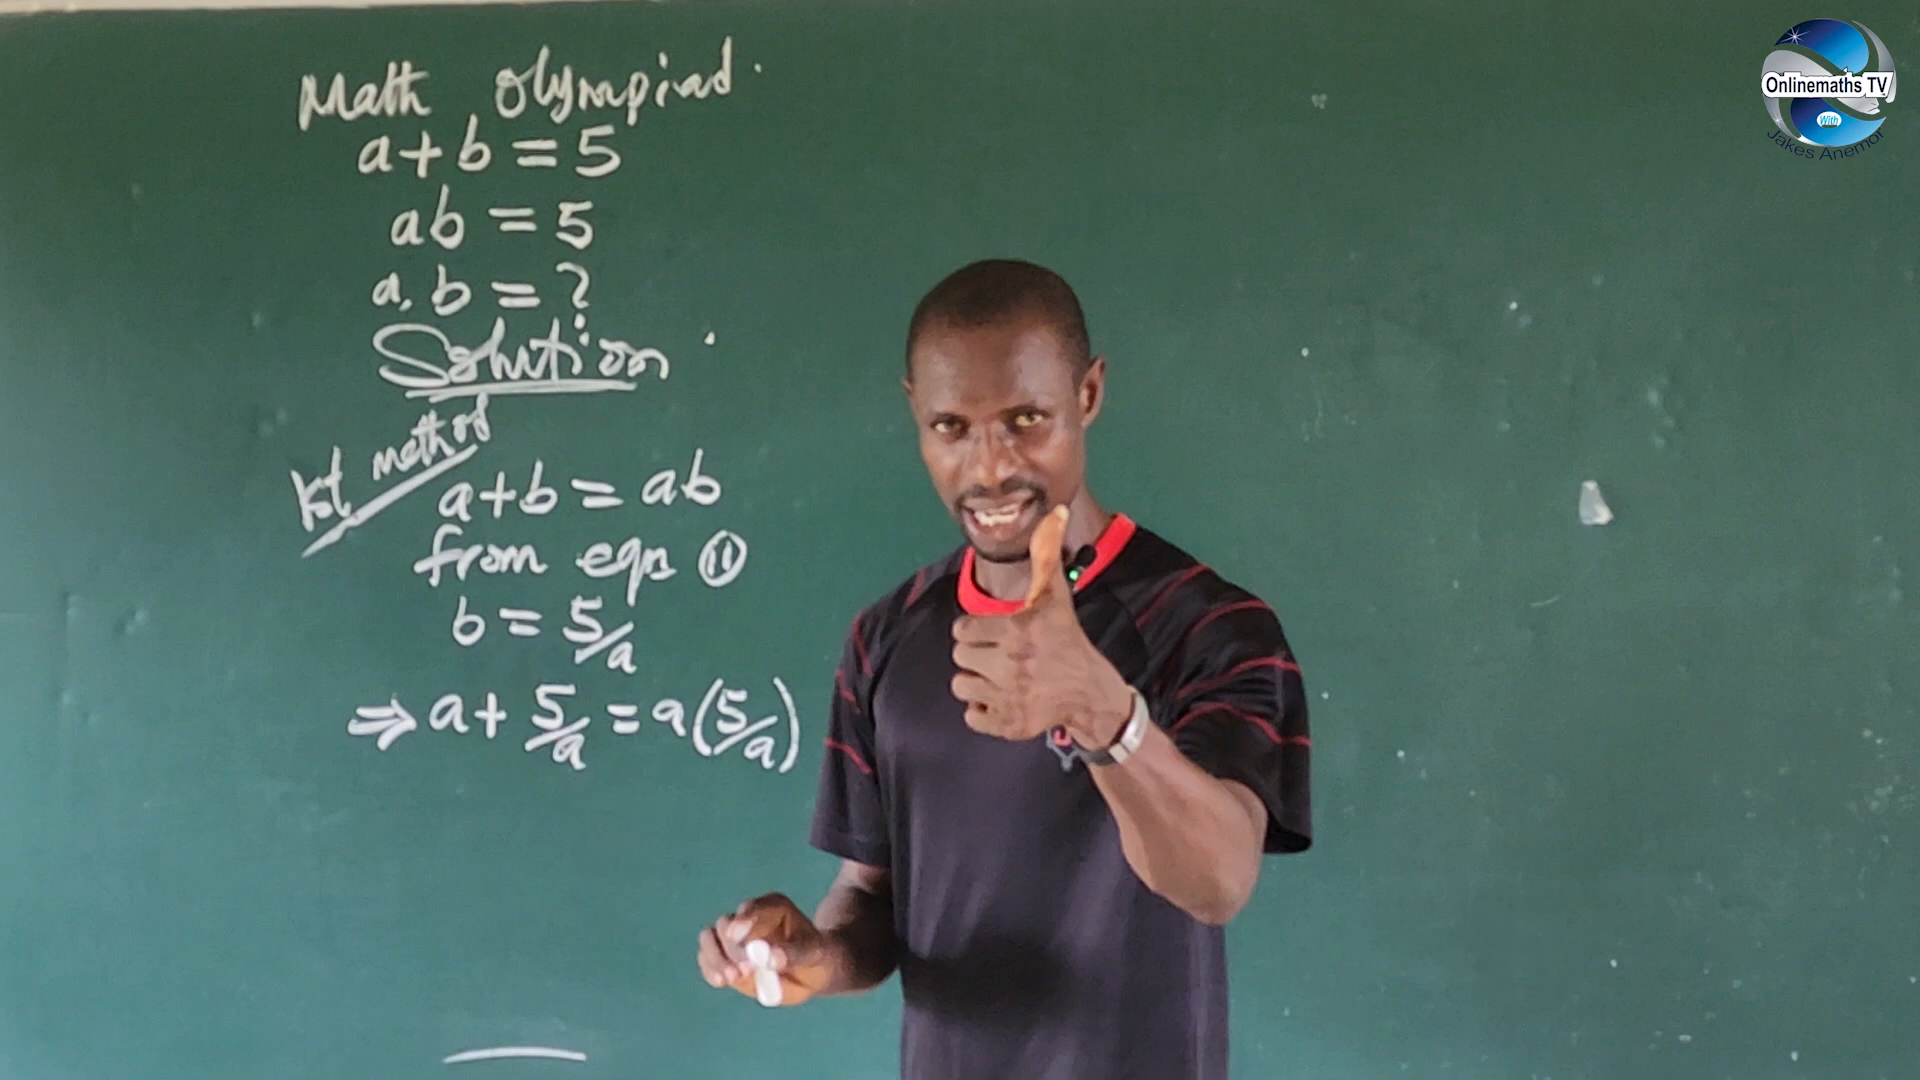 Math Olympiad.
a+b=5
ab=5
a,b=?
Solution
1st method
a+b=ab
from eqn (11)
b=5/a
⇒a+5/a=a(5/a)
Onlinemaths TV
With
Jakes Anemor